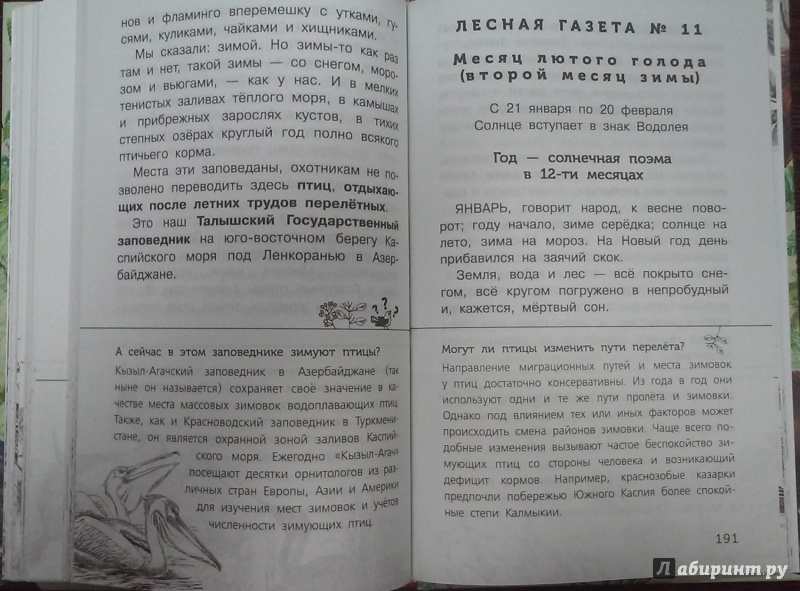 нов и фламинго вперемешку с утками, гу-
сями, куликами, чайками и хищниками.
Мы сказали: зимой. Но зимы-то как раз
там и нет, такой зимы — со снегом, моро-
зом и вьюгами, — как у нас. И в мелких
тенистых заливах тёплого моря, в камышах
и прибрежных зарослях кустов, в тихих
степных озёрах круглый год полно всякого
птичьего корма.
Места эти заповеданы, охотникам не по-
зволено переводить здесь птиц, отдыхаю-
щих после летних трудов перелётных.
Это наш Талышский Государственный
заповедник на юго-восточном берегу Ка-
спийского моря под Ленкоранью в Азер-
байджане.
А сейчас в этом заповеднике зимуют птицы?
Кызыл-Агачский заповедник в Азербайджане (так
ныне он называется) сохраняет своё значение в ка-
честве места массовых зимовок водоплавающих птиц.
Также, как и Красноводский заповедник в Туркмени-
стане, он является охранной зоной заливов Каспий-
ского моря. Ежегодно «Кызыл-Агач»
посещают десятки орнитологов из раз-
личных стран Европы, Азии и Америки
для изучения мест зимовок и учётов
численности зимующих птиц.
ЛЕСНАЯ ГАЗЕТА № 11
Месяц лютого голода
(второй месяц зимы)
С 21 января по 20 февраля
Солнце вступает в знак Водолея
Год — солнечная поэма
в 12-ти месяцах
ЯНВАРЬ, говорит народ, к весне пово-
рот; году начало, зиме серёдка; солнце на
лето, зима на мороз. На Новый год день
прибавился на заячий скок.
Земля, вода и лес — всё покрыто сне-
гом, всё кругом погружено в непробудный
и, кажется, мёртвый сон.
Могут ли птицы изменить пути перелёта?
Направление миграционных путей и места зимовок
у птиц достаточно консервативны. Из года в год они
используют одни и те же пути пролёта и зимовки.
Однако под влиянием тех или иных факторов может
происходить смена районов зимовки. Чаще всего по-
добные изменения вызывают частое беспокойство зи-
мующих птиц со стороны человека и возникающий
дефицит кормов. Например, краснозобые казарки
предпочли побережью Южного Каспия более спокой-
ные степи Калмыкии.
191
Лабиринт.ру